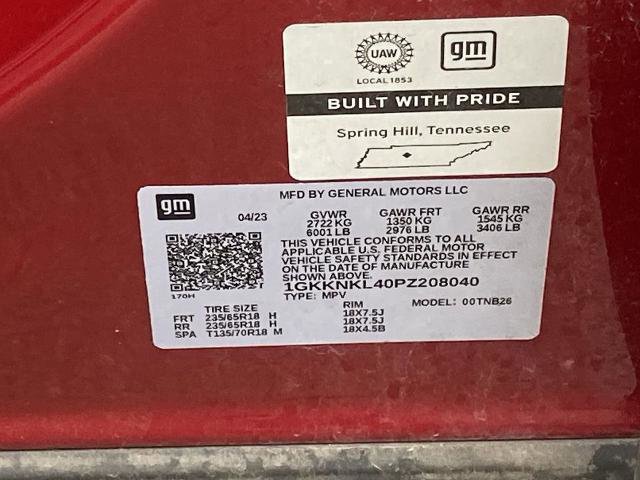 UAW
gm
LOCAL 1853
BUILT WITH PRIDE
Spring Hill, Tennessee
gm
MFD BY GENERAL MOTORS LLC
04/23 GVWR GAWR FRT GAWR RR
2722 KG 1350 KG 1545 KG
6001 LB 2976 LB 3406 LB
THIS VEHICLE CONFORMS TO ALL
APPLICABLE U.S. FEDERAL MOTOR
VEHICLE SAFETY STANDARDS IN EFFECT
ON THE DATE OF MANUFACTURE
SHOWN ABOVE.
1GKKNKL40PZ208040
170H
TYPE: MPV MODEL: 00TNB26
TIRE SIZE RIM
FRT 235/65R18 H 18X7.5J
RR 235/65R18 H 18X7.5J
SPA T135/70R18 M 18X4.5B